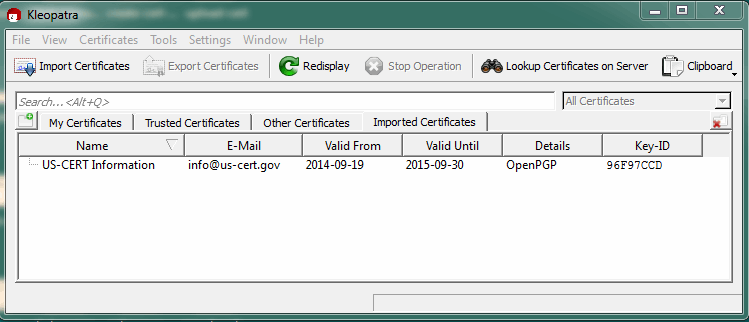 Kleopatra
File View Certificates Tools Settings Window Help
Import Certificates Export Certificates Redisplay Stop Operation Lookup Certificates on Server Clipboard
Search...<Alt+Q> All Certificates
My Certificates Trusted Certificates Other Certificates Imported Certificates
Name E-Mail Valid From Valid Until Details Key-ID
US-CERT Information info@us-cert.gov 2014-09-19 2015-09-30 OpenPGP 96F97CCD